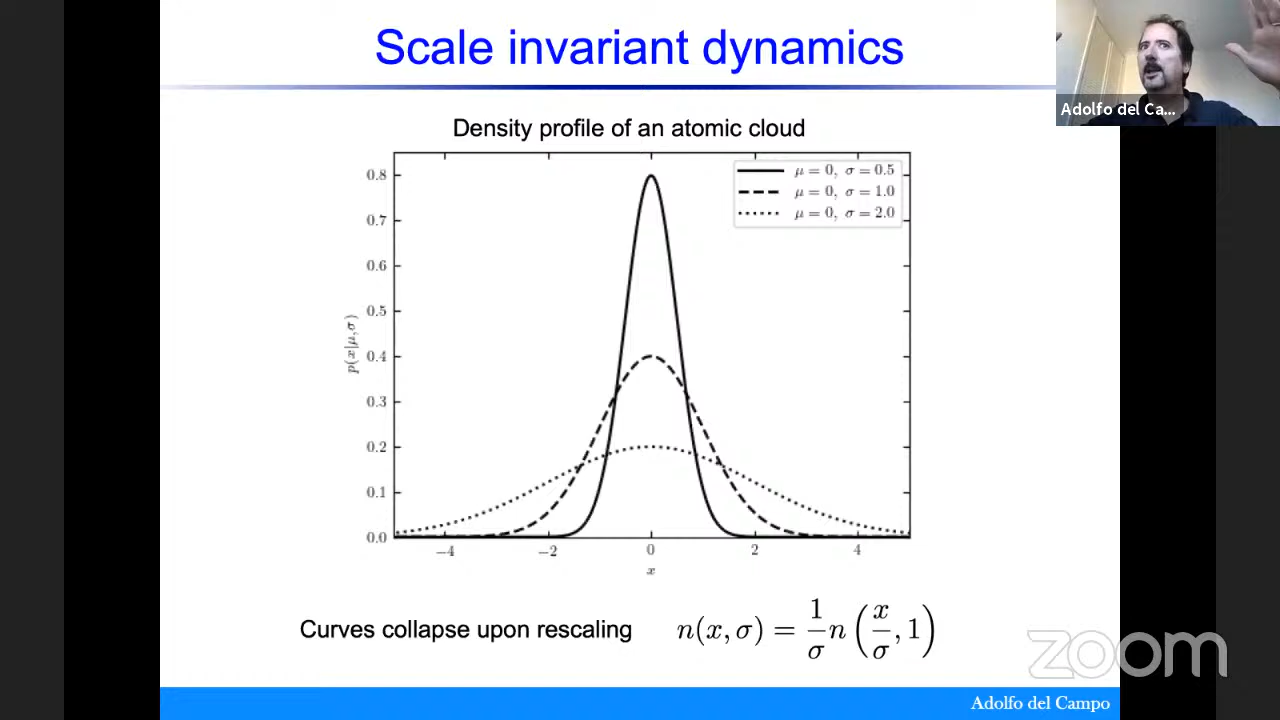 Scale invariant dynamics
Adolfo del Ca...
Density profile of an atomic cloud
μ = 0, σ = 0.5
μ = 0, σ = 1.0
μ = 0, σ = 2.0
0.8
0.7
0.6
0.5
0.4
0.3
0.2
0.1
0.0
p(x|μ,σ)
−4 −2 0 2 4
x
Curves collapse upon rescaling n(x, σ) = 1/σ n (x/σ, 1)
zoom
Adolfo del Campo